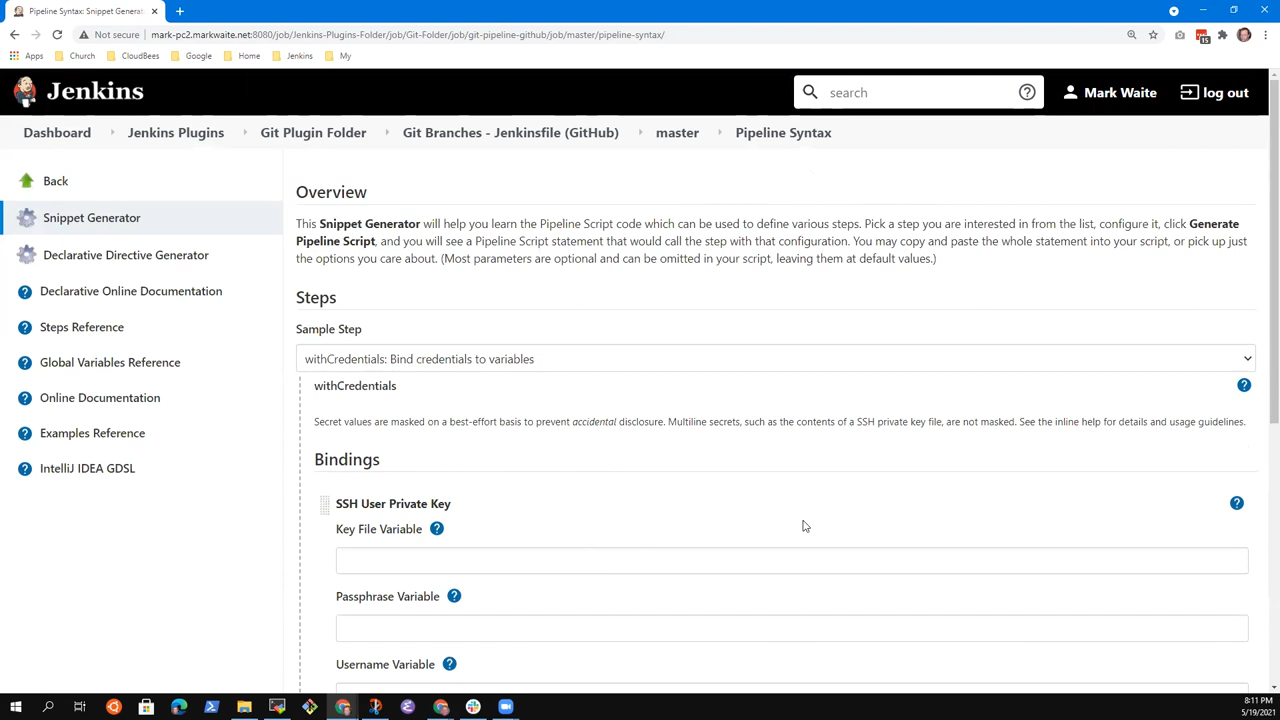 Pipeline Syntax: Snippet Generat
Not secure | mark-pc2.markwaite.net:8080/job/Jenkins-Plugins-Folder/job/Git-Folder/job/git-pipeline-github/job/master/pipeline-syntax/
15
Apps Church CloudBees Google Home Jenkins My
Jenkins search Mark Waite log out
Dashboard Jenkins Plugins Git Plugin Folder Git Branches - Jenkinsfile (GitHub) master Pipeline Syntax
Back
Snippet Generator
Declarative Directive Generator
Declarative Online Documentation
Steps Reference
Global Variables Reference
Online Documentation
Examples Reference
IntelliJ IDEA GDSL
Overview
This Snippet Generator will help you learn the Pipeline Script code which can be used to define various steps. Pick a step you are interested in from the list, configure it, click Generate
Pipeline Script, and you will see a Pipeline Script statement that would call the step with that configuration. You may copy and paste the whole statement into your script, or pick up just
the options you care about. (Most parameters are optional and can be omitted in your script, leaving them at default values.)
Steps
Sample Step
withCredentials: Bind credentials to variables
withCredentials
Secret values are masked on a best-effort basis to prevent accidental disclosure. Multiline secrets, such as the contents of a SSH private key file, are not masked. See the inline help for details and usage guidelines.
Bindings
SSH User Private Key
Key File Variable
Passphrase Variable
Username Variable
8:11 PM
5/19/2021